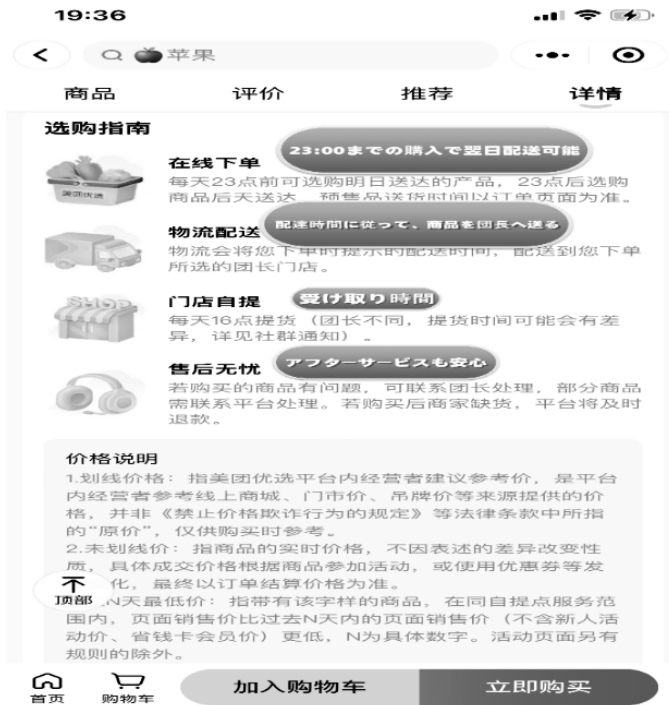 19:36
苹果
商品 评价 推荐 详情
选购指南
23:00までの購入で翌日配送可能
在线下单
每天23点前可选购明日送达的产品，23点后选购
商品后天送达，预售品送货时间以订单页面为准。
美团优选
配達時間に従って、商品を団長へ送る
物流配送
物流会将您下单时提示的配送时间，配送到您下单
所选的团长门店。
SHOP
门店自提 受け取り時間
每天16点提货（团长不同，提货时间可能会有差
异，详见社群通知）。
售后无忧 アフターサービスも安心
若购买的商品有问题，可联系团长处理，部分商品
需联系平台处理。若购买后商家缺货，平台将及时
退款。
价格说明
1.划线价格：指美团优选平台内经营者建议参考价，是平台
内经营者参考线上商城、门市价、吊牌价等来源提供的价
格，并非《禁止价格欺诈行为的规定》等法律条款中所指
的“原价”，仅供购买时参考。
2.未划线价：指商品的实时价格，不因表述的差异改变性
质，具体成交价格根据商品参加活动，或使用优惠券等发
化，最终以订单结算价格为准。
顶部
N天最低价：指带有该字样的商品，在同自提点服务范
围内，页面销售价比过去N天内的页面销售价（不含新人活
动价、省钱卡会员价）更低，N为具体数字。活动页面另有
规则的除外。
首页 购物车 加入购物车 立即购买